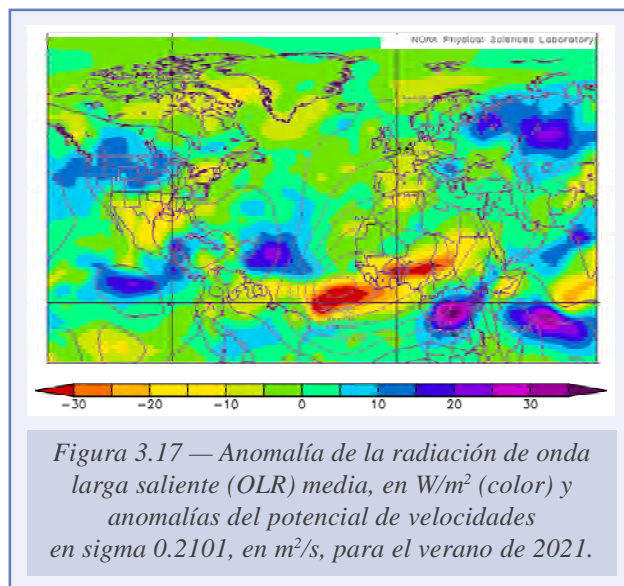 NOAA Physical Sciences Laboratory
-30 -20 -10 0 10 20 30
Figura 3.17 — Anomalía de la radiación de onda
larga saliente (OLR) media, en W/m² (color) y
anomalías del potencial de velocidades
en sigma 0.2101, en m²/s, para el verano de 2021.